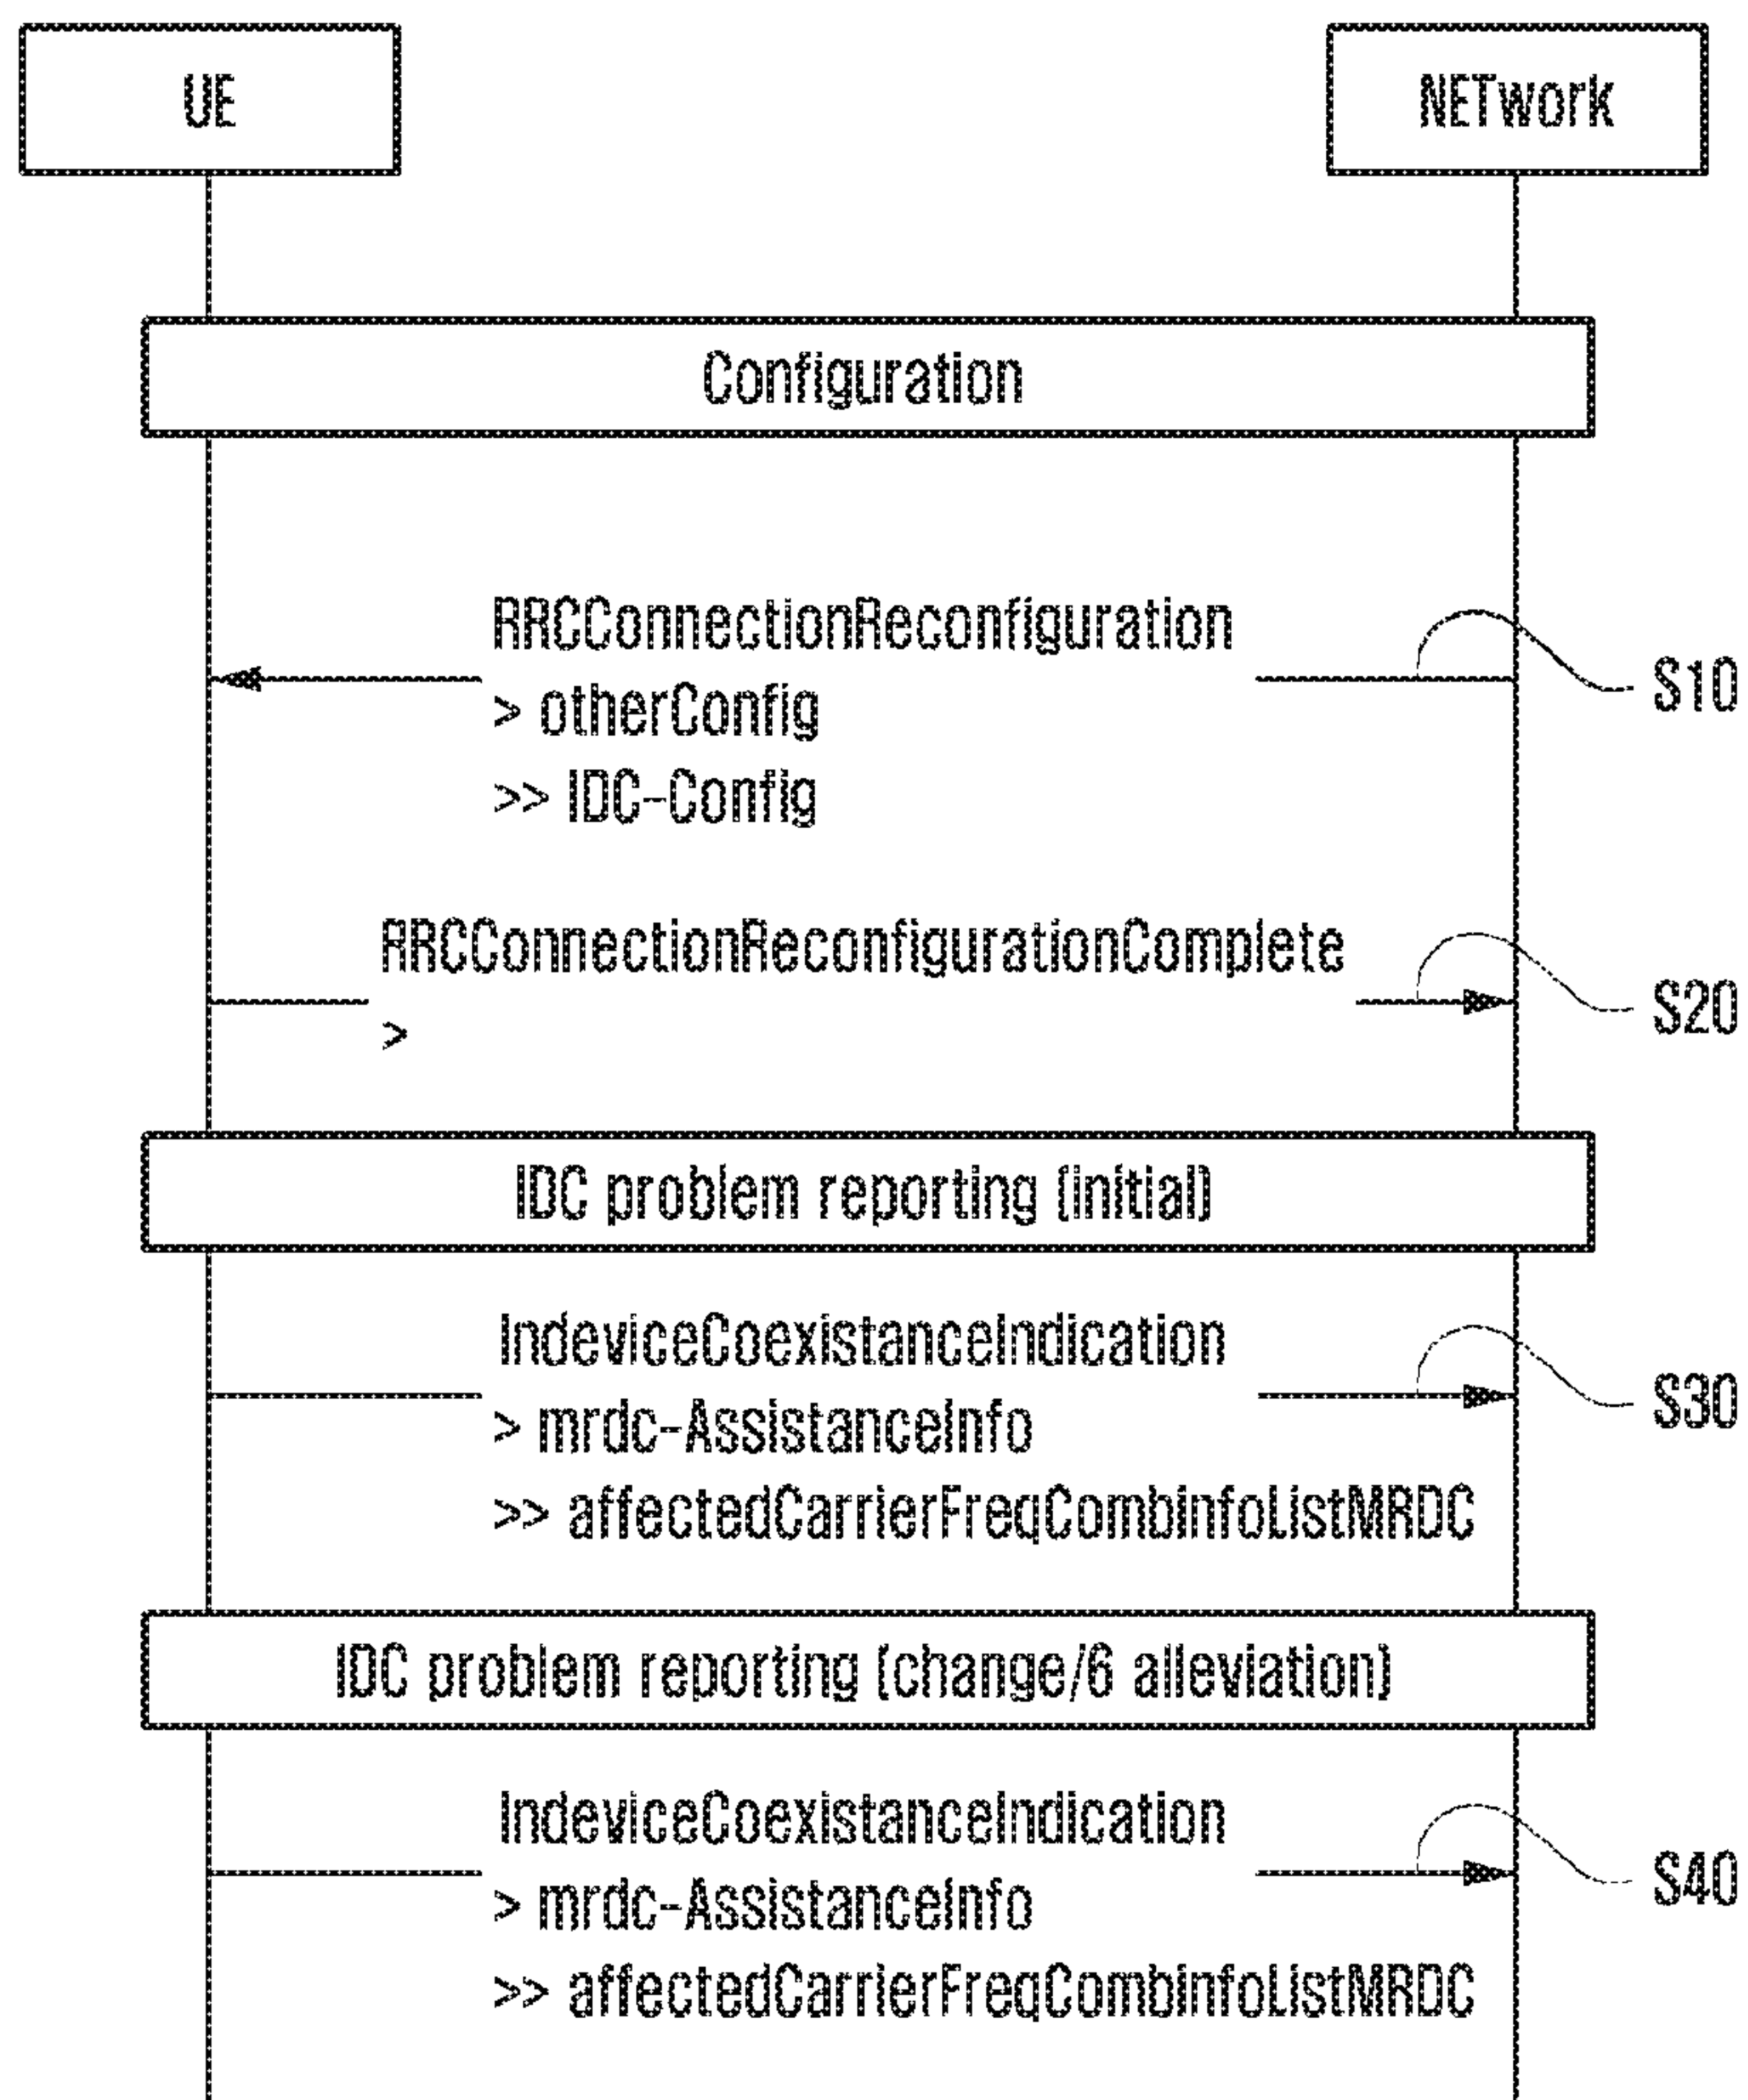 UE
NETwork
Configuration
RRCConnectionReconfiguration
> otherConfig
>> IDC-Config
S10
RRCConnectionReconfigurationComplete
>
S20
IDC problem reporting (initial)
IndeviceCoexistanceIndication
> mrdc-AssistanceInfo
>> affectedCarrierFreqCombinfoListMRDC
S30
IDC problem reporting (change/6 alleviation)
IndeviceCoexistanceIndication
> mrdc-AssistanceInfo
>> affectedCarrierFreqCombinfoListMRDC
S40